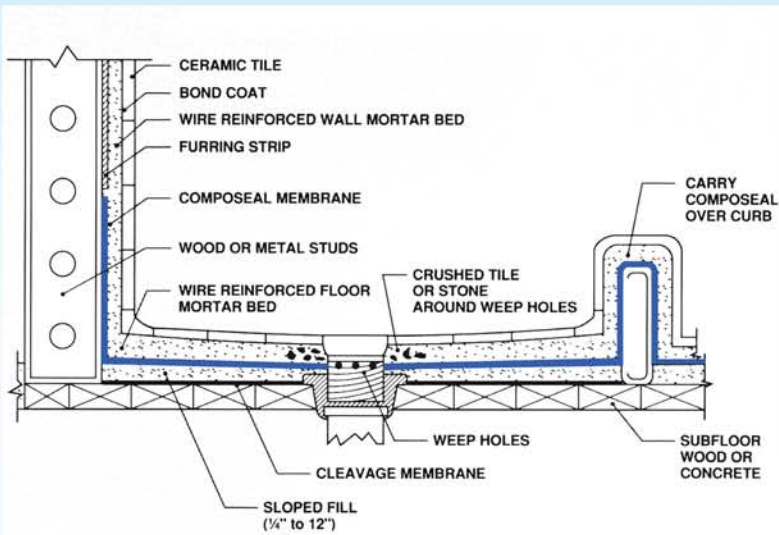 CERAMIC TILE
BOND COAT
WIRE REINFORCED WALL MORTAR BED
FURRING STRIP
COMPOSEAL MEMBRANE
WOOD OR METAL STUDS
WIRE REINFORCED FLOOR
MORTAR BED
CRUSHED TILE
OR STONE
AROUND WEEP HOLES
CARRY
COMPOSEAL
OVER CURB
WEEP HOLES
CLEAVAGE MEMBRANE
SLOPED FILL
(¼" to 12")
SUBFLOOR
WOOD OR
CONCRETE